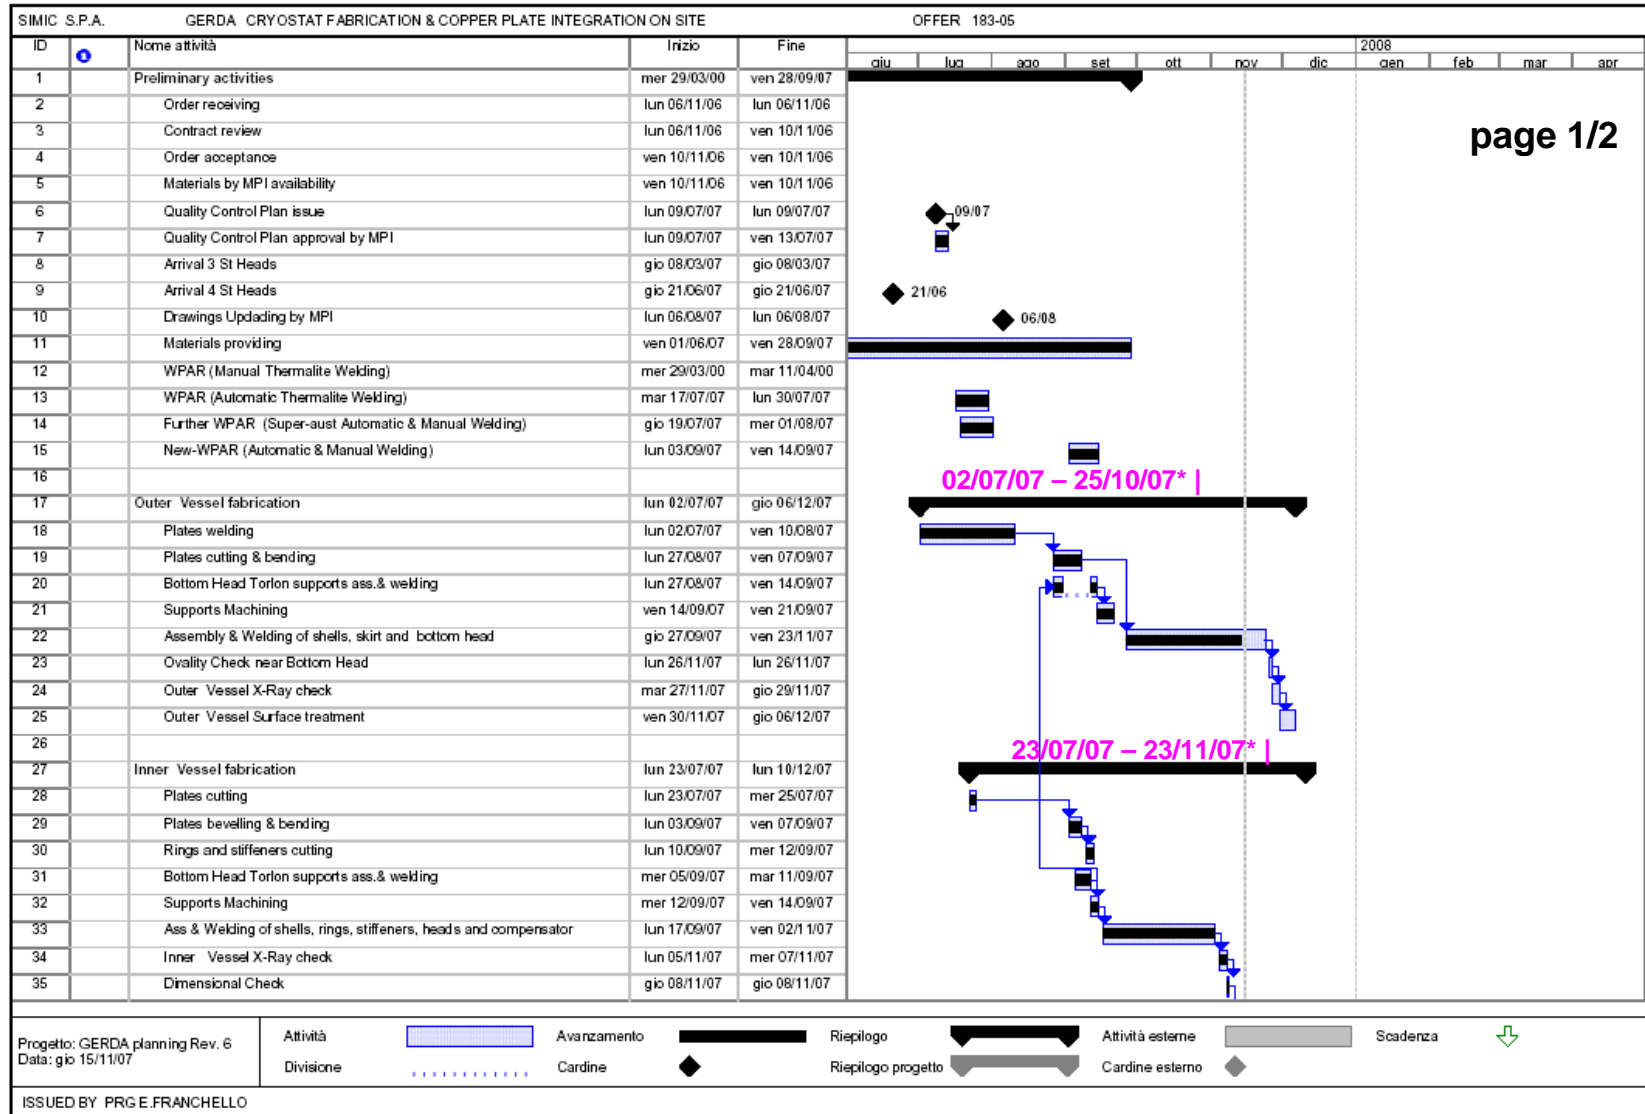 SIMIC S.P.A. GERDA CRYOSTAT FABRICATION & COPPER PLATE INTEGRATION ON SITE OFFER 183-05
ID Nome attività Inizio Fine 2008
giu lug ago set ott nov dic gen feb mar apr
1 Preliminary activities mer 29/03/00 ven 28/09/07
2 Order receiving lun 06/11/06 lun 06/11/06
3 Contract review lun 06/11/06 ven 10/11/06
page 1/2
4 Order acceptance ven 10/11/06 ven 10/11/06
5 Materials by MPI availability ven 10/11/06 ven 10/11/06
6 Quality Control Plan issue lun 09/07/07 lun 09/07/07 09/07
7 Quality Control Plan approval by MPI lun 09/07/07 ven 13/07/07
8 Arrival 3 St Heads gio 08/03/07 gio 08/03/07
9 Arrival 4 St Heads gio 21/06/07 gio 21/06/07 21/06
10 Drawings Updading by MPI lun 06/08/07 lun 06/08/07 06/08
11 Materials providing ven 01/06/07 ven 28/09/07
12 WPAR (Manual Thermalite Welding) mer 29/03/00 mar 11/04/00
13 WPAR (Automatic Thermalite Welding) mar 17/07/07 lun 30/07/07
14 Further WPAR (Super-aust Automatic & Manual Welding) gio 19/07/07 mer 01/08/07
15 New-WPAR (Automatic & Manual Welding) lun 03/09/07 ven 14/09/07
16 02/07/07 – 25/10/07* |
17 Outer Vessel fabrication lun 02/07/07 gio 06/12/07
18 Plates welding lun 02/07/07 ven 10/08/07
19 Plates cutting & bending lun 27/08/07 ven 07/09/07
20 Bottom Head Torlon supports ass.& welding lun 27/08/07 ven 14/09/07
21 Supports Machining ven 14/09/07 ven 21/09/07
22 Assembly & Welding of shells, skirt and bottom head gio 27/09/07 ven 23/11/07
23 Ovality Check near Bottom Head lun 26/11/07 lun 26/11/07
24 Outer Vessel X-Ray check mar 27/11/07 gio 29/11/07
25 Outer Vessel Surface treatment ven 30/11/07 gio 06/12/07
26 23/07/07 – 23/11/07* |
27 Inner Vessel fabrication lun 23/07/07 lun 10/12/07
28 Plates cutting lun 23/07/07 mer 25/07/07
29 Plates bevelling & bending lun 03/09/07 ven 07/09/07
30 Rings and stiffeners cutting lun 10/09/07 mer 12/09/07
31 Bottom Head Torlon supports ass.& welding mer 05/09/07 mar 11/09/07
32 Supports Machining mer 12/09/07 ven 14/09/07
33 Ass & Welding of shells, rings, stiffeners, heads and compensator lun 17/09/07 ven 02/11/07
34 Inner Vessel X-Ray check lun 05/11/07 mer 07/11/07
35 Dimensional Check gio 08/11/07 gio 08/11/07
Progetto: GERDA planning Rev. 6
Data: gio 15/11/07
Attività Avanzamento Riepilogo Attività esterne Scadenza
Divisione Cardine Riepilogo progetto Cardine esterno
ISSUED BY PRG E.FRANCHELLO